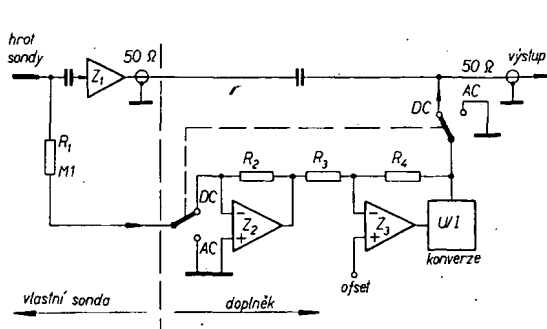 hrot
sondy
50 Ω
50 Ω
výstup
Z1
r
DC
AC
R1
M1
R2
R3
R4
DC
AC
−
+
Z2
−
+
Z3
U/I
konverze
ofset
vlastní sonda
doplněk